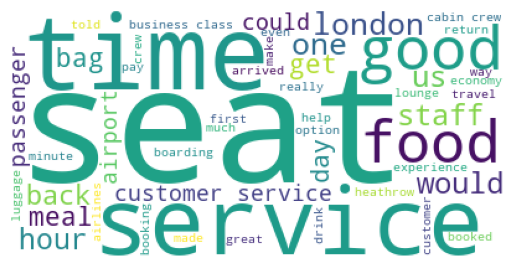 told
business class
could
london
cabin crew
time
good
bag
crew
even
one
return
pay
make
us
passenger
arrived
get
way
airport
really
lounge
economy
seat
travel
much
first
help
day
staff
food
minute
option
boarding
experience
luggage
back
customer service
heathrow
would
meal
airlines
booking
service
drink
customer
booked
hour
made
great